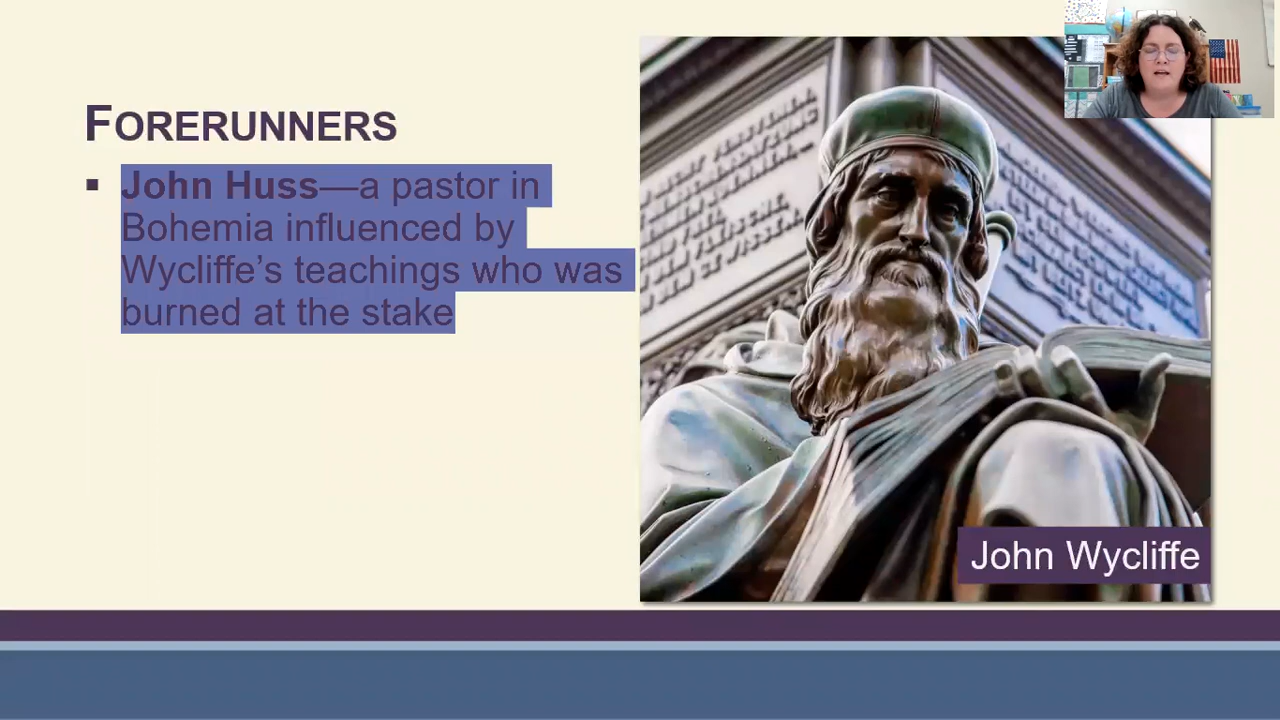 FORERUNNERS
▪ John Huss—a pastor in
Bohemia influenced by
Wycliffe’s teachings who was
burned at the stake
John Wycliffe